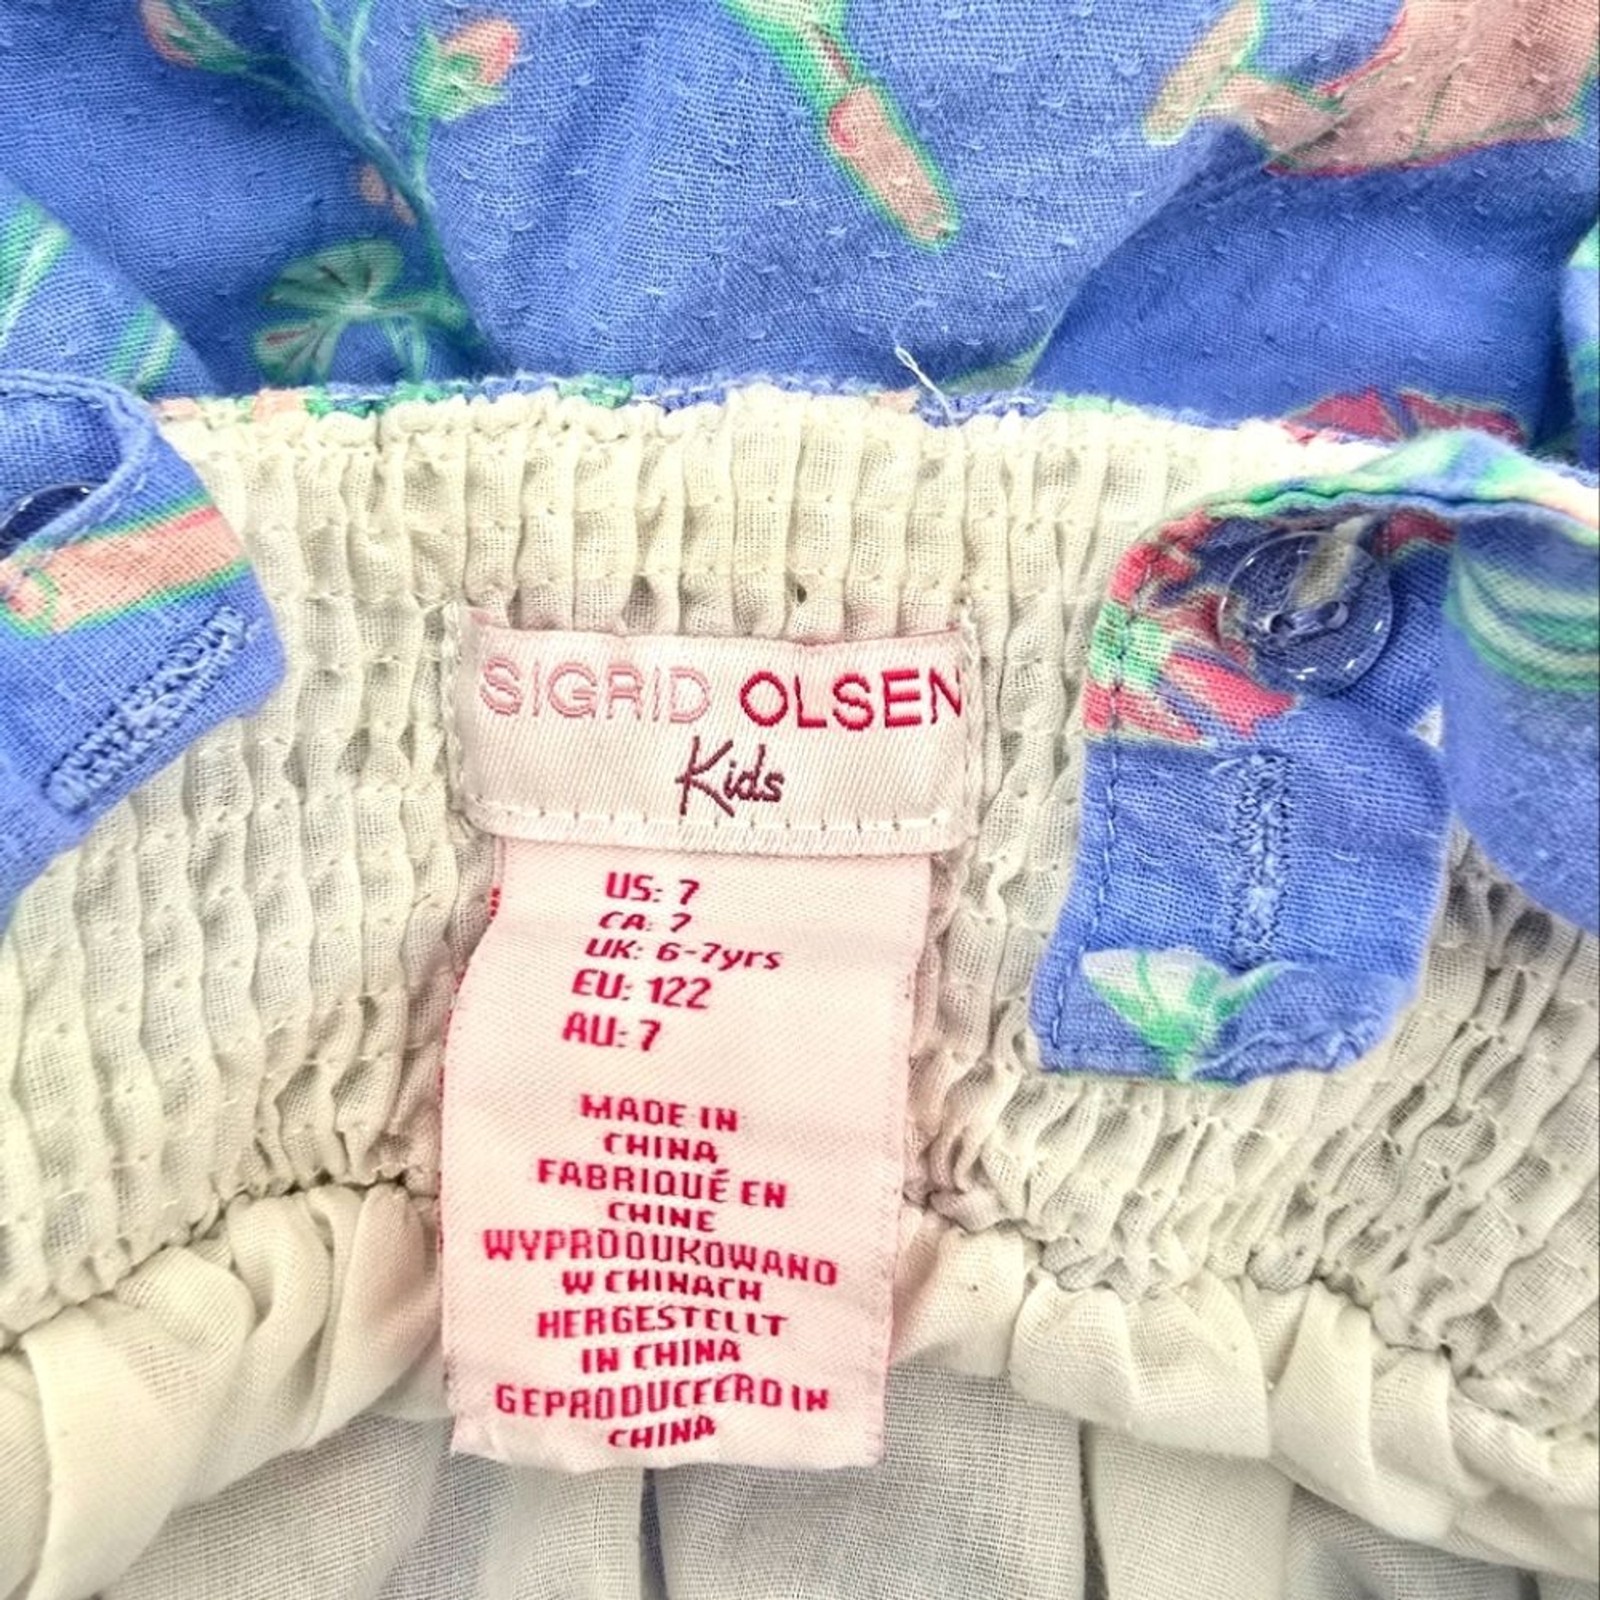 SIGRID OLSEN
Kids
US: 7
CA: 7
UK: 6-7yrs
EU: 122
AU: 7
MADE IN
CHINA
FABRIQUÉ EN
CHINE
WYPRODUKOWANO
W CHINACH
HERGESTELLT
IN CHINA
GEPRODUCEERD IN
CHINA